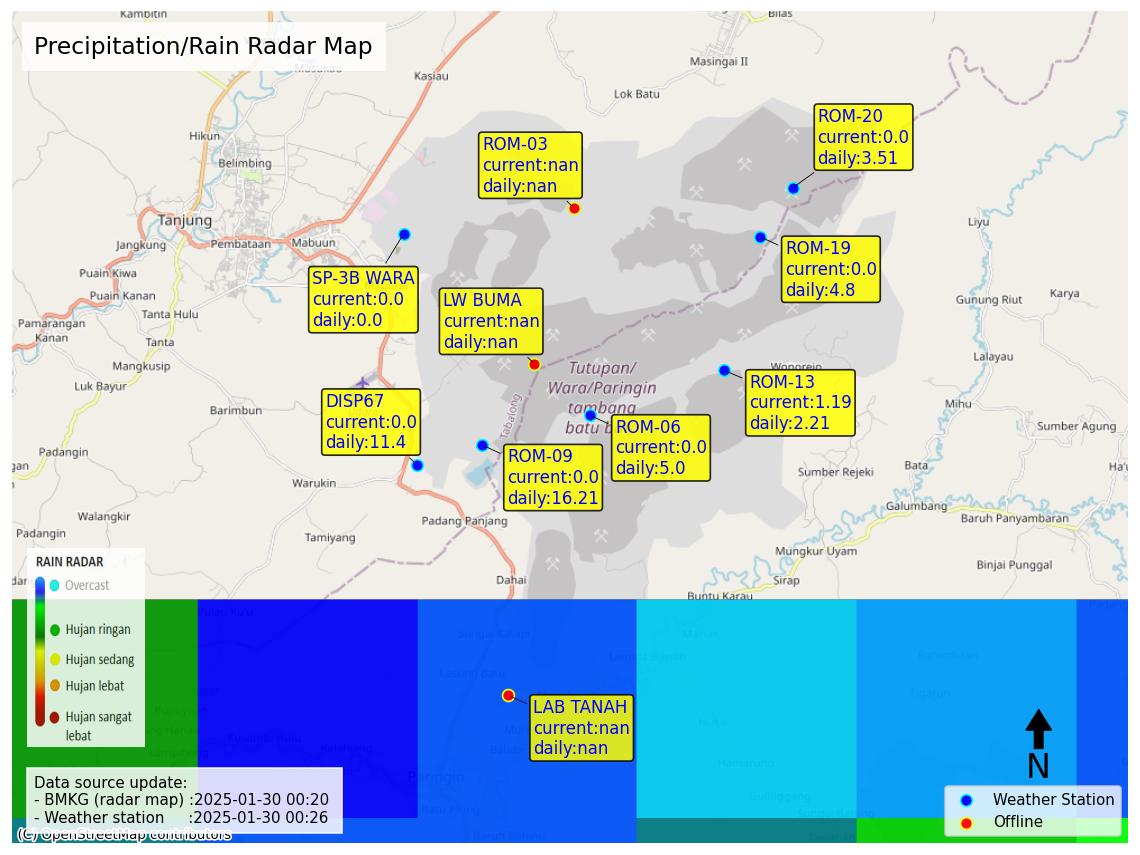 Kambitin
Bilas
Precipitation/Rain Radar Map
Masukau
Kasiau
Masingai II
Lok Batu
ROM-20
current:0.0
daily:3.51
Hikun
ROM-03
current:nan
daily:nan
Belimbing
Tanjung
Liyu
Jangkung
Pembataan
Mabuun
ROM-19
current:0.0
daily:4.8
Puain Kiwa
SP-3B WARA
current:0.0
daily:0.0
Puain Kanan
LW BUMA
current:nan
daily:nan
Gunung Riut
Karya
Tanta Hulu
Pamarangan
Kanan
Tanta
Lalayau
Mangkusip
Tutupan/
Wara/Paringin
tambang
batu b
Wonorejo
Luk Bayur
ROM-13
current:1.19
daily:2.21
DISP67
current:0.0
daily:11.4
Barimbun
Tabalong
Mihu
ROM-06
current:0.0
daily:5.0
Sumber Agung
Padangin
ROM-09
current:0.0
daily:16.21
gan
Bata
Ha'u
Sumber Rejeki
Warukin
Galumbang
Walangkir
Padang Panjang
Baruh Panyambaran
Padangin
Tamiyang
Mungkur Uyam
Binjai Punggal
RAIN RADAR
Overcast
Hujan ringan
Hujan sedang
Hujan lebat
Hujan sangat
lebat
Dahai
Sirap
Buntu Karau
Sungai Ketapi
Lasung Batu
LAB TANAH
current:nan
daily:nan
Paringin
N
Data source update:
- BMKG (radar map) :2025-01-30 00:20
- Weather station :2025-01-30 00:26
Weather Station
Offline
(C) OpenStreetMap contributors